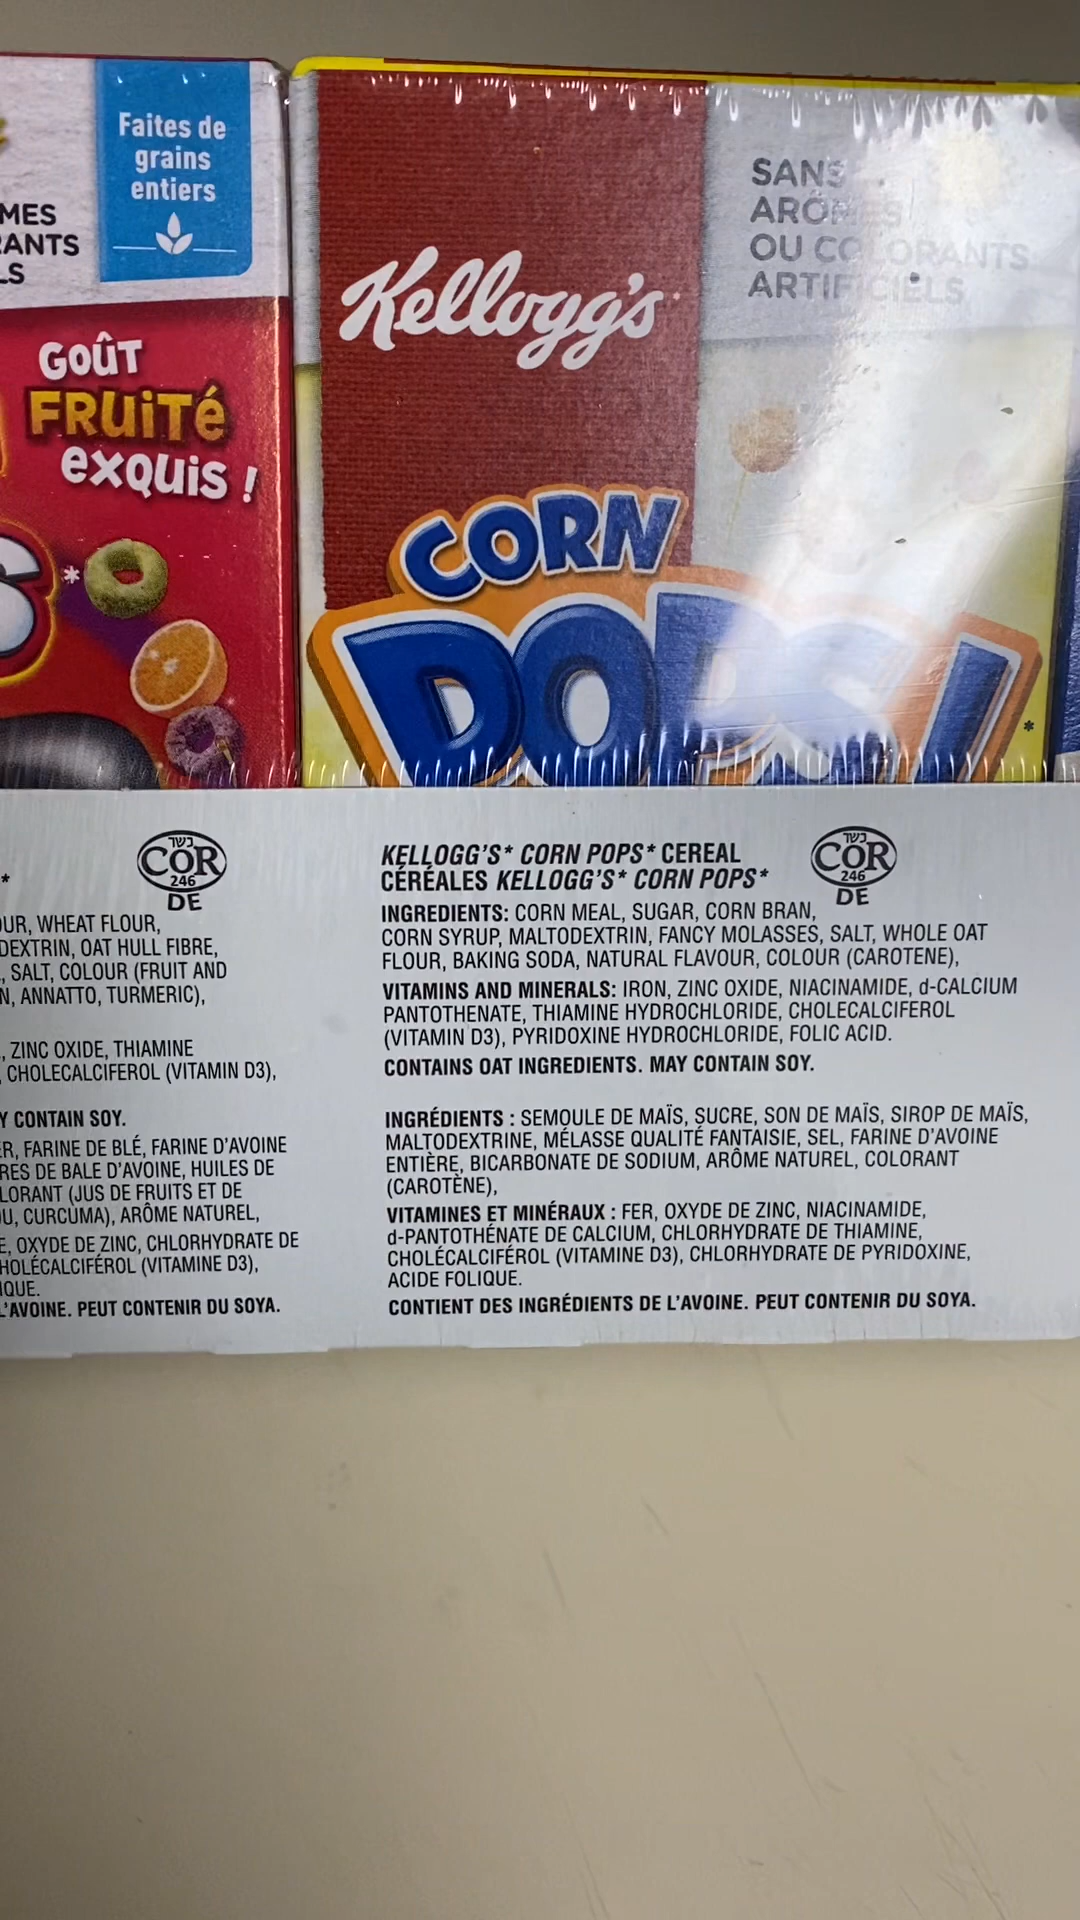 Faites de
grains
entiers
MES
RANTS
LS
GOÛT
FRUITÉ
exquis !
*
Kellogg's
SANS
ARÔMES
OU COLORANTS
ARTIFICIELS
CORN
POPS
*
*
כשר
COR
246
DE
OUR, WHEAT FLOUR,
DEXTRIN, OAT HULL FIBRE,
, SALT, COLOUR (FRUIT AND
N, ANNATTO, TURMERIC),
, ZINC OXIDE, THIAMINE
CHOLECALCIFEROL (VITAMIN D3),
Y CONTAIN SOY.
ER, FARINE DE BLÉ, FARINE D'AVOINE
RES DE BALE D'AVOINE, HUILES DE
LORANT (JUS DE FRUITS ET DE
OU, CURCUMA), ARÔME NATUREL,
E, OXYDE DE ZINC, CHLORHYDRATE DE
HOLÉCALCIFÉROL (VITAMINE D3),
IQUE.
L'AVOINE. PEUT CONTENIR DU SOYA.
KELLOGG'S* CORN POPS* CEREAL
CÉRÉALES KELLOGG'S* CORN POPS*
כשר
COR
246
DE
INGREDIENTS: CORN MEAL, SUGAR, CORN BRAN,
CORN SYRUP, MALTODEXTRIN, FANCY MOLASSES, SALT, WHOLE OAT
FLOUR, BAKING SODA, NATURAL FLAVOUR, COLOUR (CAROTENE),
VITAMINS AND MINERALS: IRON, ZINC OXIDE, NIACINAMIDE, d-CALCIUM
PANTOTHENATE, THIAMINE HYDROCHLORIDE, CHOLECALCIFEROL
(VITAMIN D3), PYRIDOXINE HYDROCHLORIDE, FOLIC ACID.
CONTAINS OAT INGREDIENTS. MAY CONTAIN SOY.
INGRÉDIENTS : SEMOULE DE MAÏS, SUCRE, SON DE MAÏS, SIROP DE MAÏS,
MALTODEXTRINE, MÉLASSE QUALITÉ FANTAISIE, SEL, FARINE D'AVOINE
ENTIÈRE, BICARBONATE DE SODIUM, ARÔME NATUREL, COLORANT
(CAROTÈNE),
VITAMINES ET MINÉRAUX : FER, OXYDE DE ZINC, NIACINAMIDE,
d-PANTOTHÉNATE DE CALCIUM, CHLORHYDRATE DE THIAMINE,
CHOLÉCALCIFÉROL (VITAMINE D3), CHLORHYDRATE DE PYRIDOXINE,
ACIDE FOLIQUE.
CONTIENT DES INGRÉDIENTS DE L'AVOINE. PEUT CONTENIR DU SOYA.